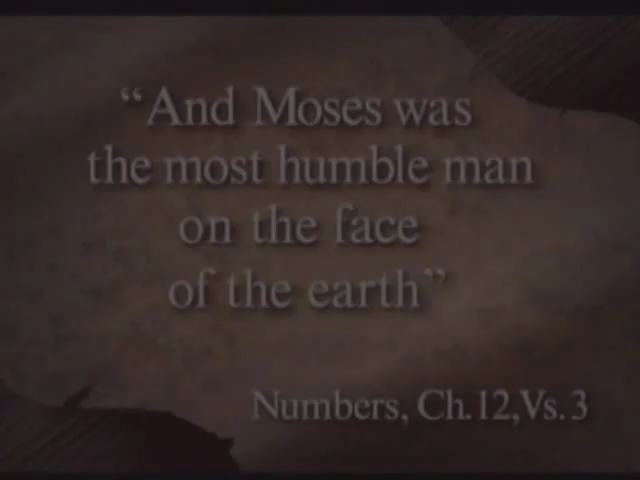 “And Moses was
the most humble man
on the face
of the earth”
Numbers, Ch.12,Vs.3